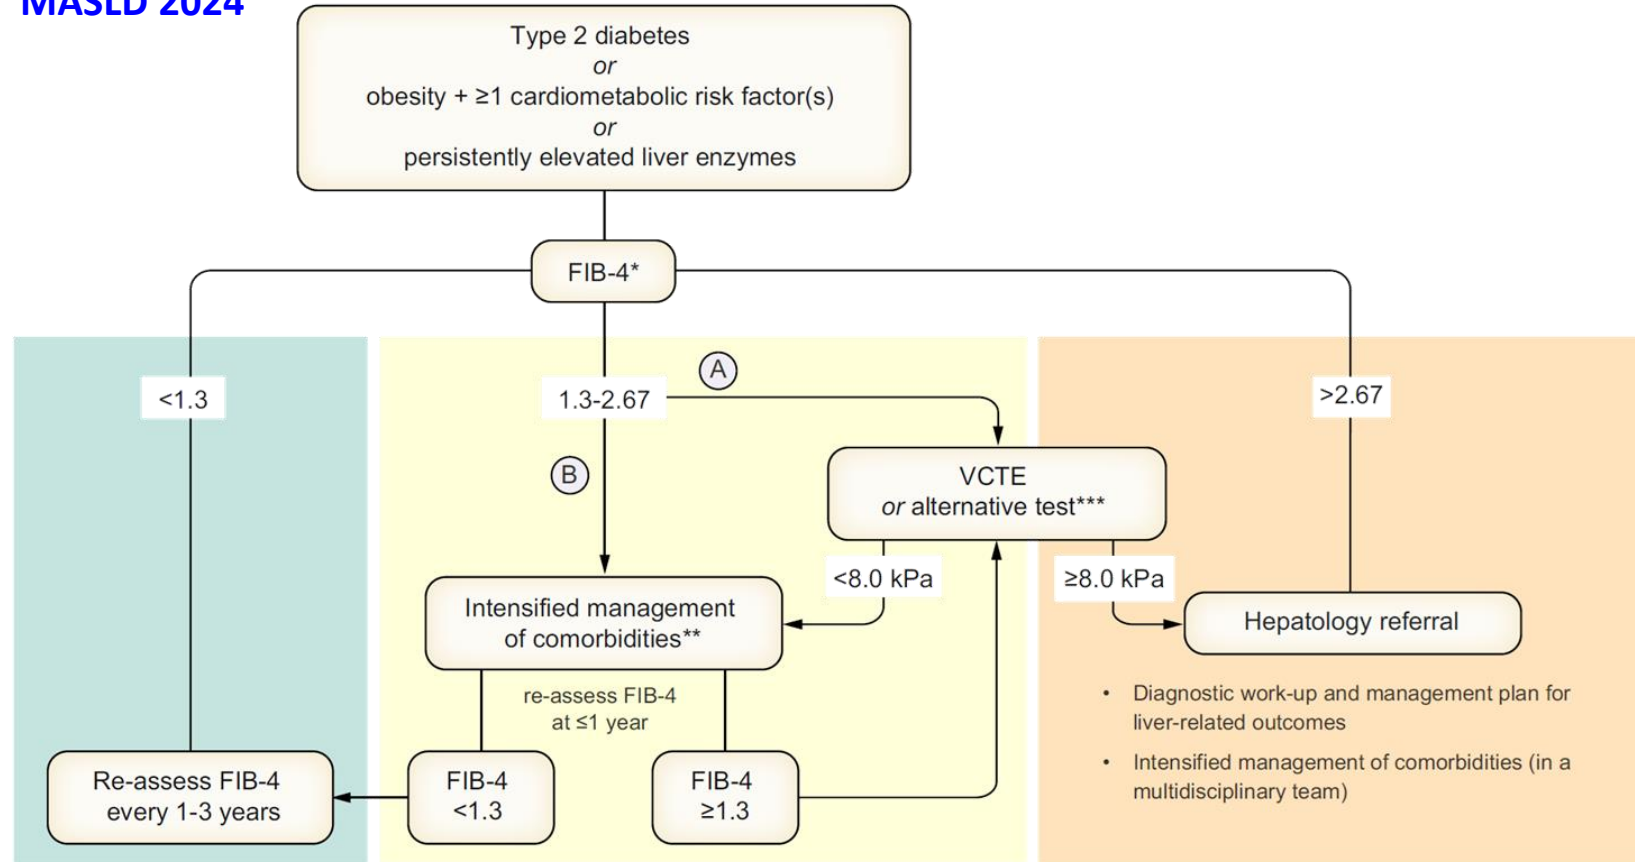 MASLD 2024
Type 2 diabetes
or
obesity + ≥1 cardiometabolic risk factor(s)
or
persistently elevated liver enzymes
FIB-4*
<1.3
1.3-2.67
A
>2.67
B
VCTE
or alternative test***
<8.0 kPa
≥8.0 kPa
Intensified management
of comorbidities**
Hepatology referral
re-assess FIB-4
at ≤1 year
• Diagnostic work-up and management plan for
liver-related outcomes
• Intensified management of comorbidities (in a
multidisciplinary team)
Re-assess FIB-4
every 1-3 years
FIB-4
<1.3
FIB-4
≥1.3